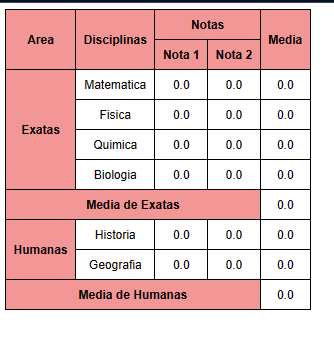 Area Disciplinas Notas Media
Nota 1 Nota 2
Exatas Matematica 0.0 0.0 0.0
Fisica 0.0 0.0 0.0
Quimica 0.0 0.0 0.0
Biologia 0.0 0.0 0.0
Media de Exatas 0.0
Humanas Historia 0.0 0.0 0.0
Geografia 0.0 0.0 0.0
Media de Humanas 0.0